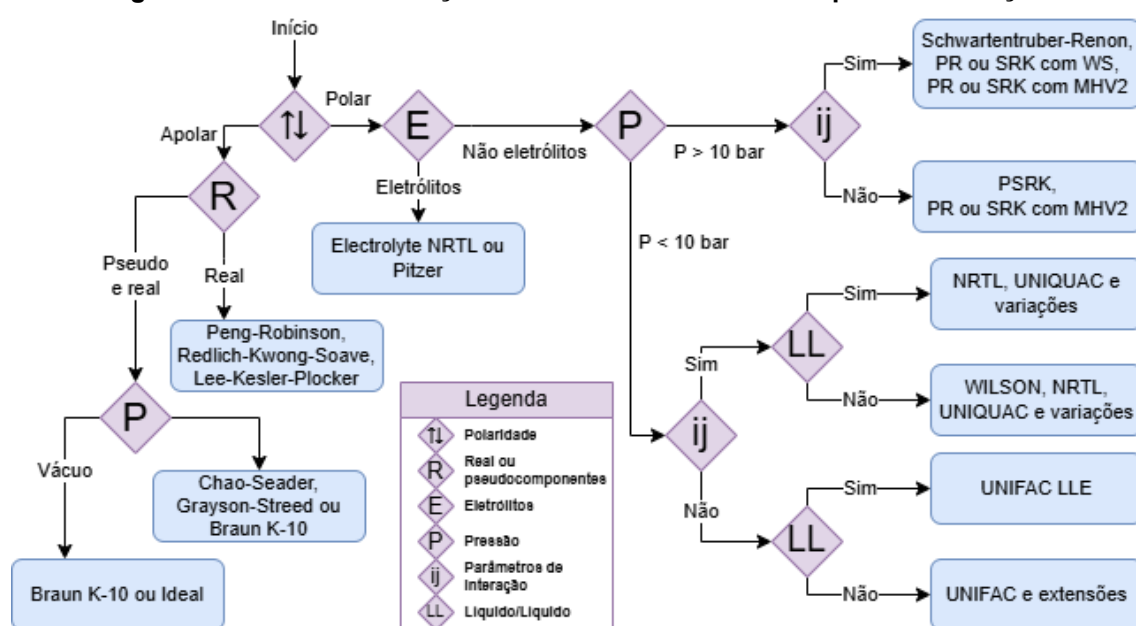 Início
Polar
Apolar
↑↓
E
Não eletrólitos
P
P > 10 bar
ij
Sim
Schwartentruber-Renon,
PR ou SRK com WS,
PR ou SRK com MHV2
Não
PSRK,
PR ou SRK com MHV2
R
Eletrólitos
Electrolyte NRTL ou
Pitzer
Pseudo
e real
Real
Peng-Robinson,
Redlich-Kwong-Soave,
Lee-Kesler-Plocker
P < 10 bar
P
Vácuo
Chao-Seader,
Grayson-Streed ou
Braun K-10
Braun K-10 ou Ideal
ij
Sim
LL
Sim
NRTL, UNIQUAC e
variações
Não
WILSON, NRTL,
UNIQUAC e variações
Não
LL
Sim
UNIFAC LLE
Não
UNIFAC e extensões
Legenda
↑↓ Polaridade
R Real ou
pseudocomponentes
E Eletrólitos
P Pressão
ij Parâmetros de
Interação
LL Líquido/Líquido